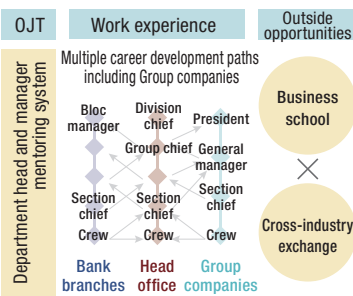 OJT
Work experience
Outside
opportunities
Department head and manager
mentoring system
Multiple career development paths
including Group companies
Bloc
manager
Division
chief
President
Group chief
General
manager
Section
chief
Section
chief
Section
chief
Crew
Crew
Crew
Bank
branches
Head
office
Group
companies
Business
school
Cross-industry
exchange